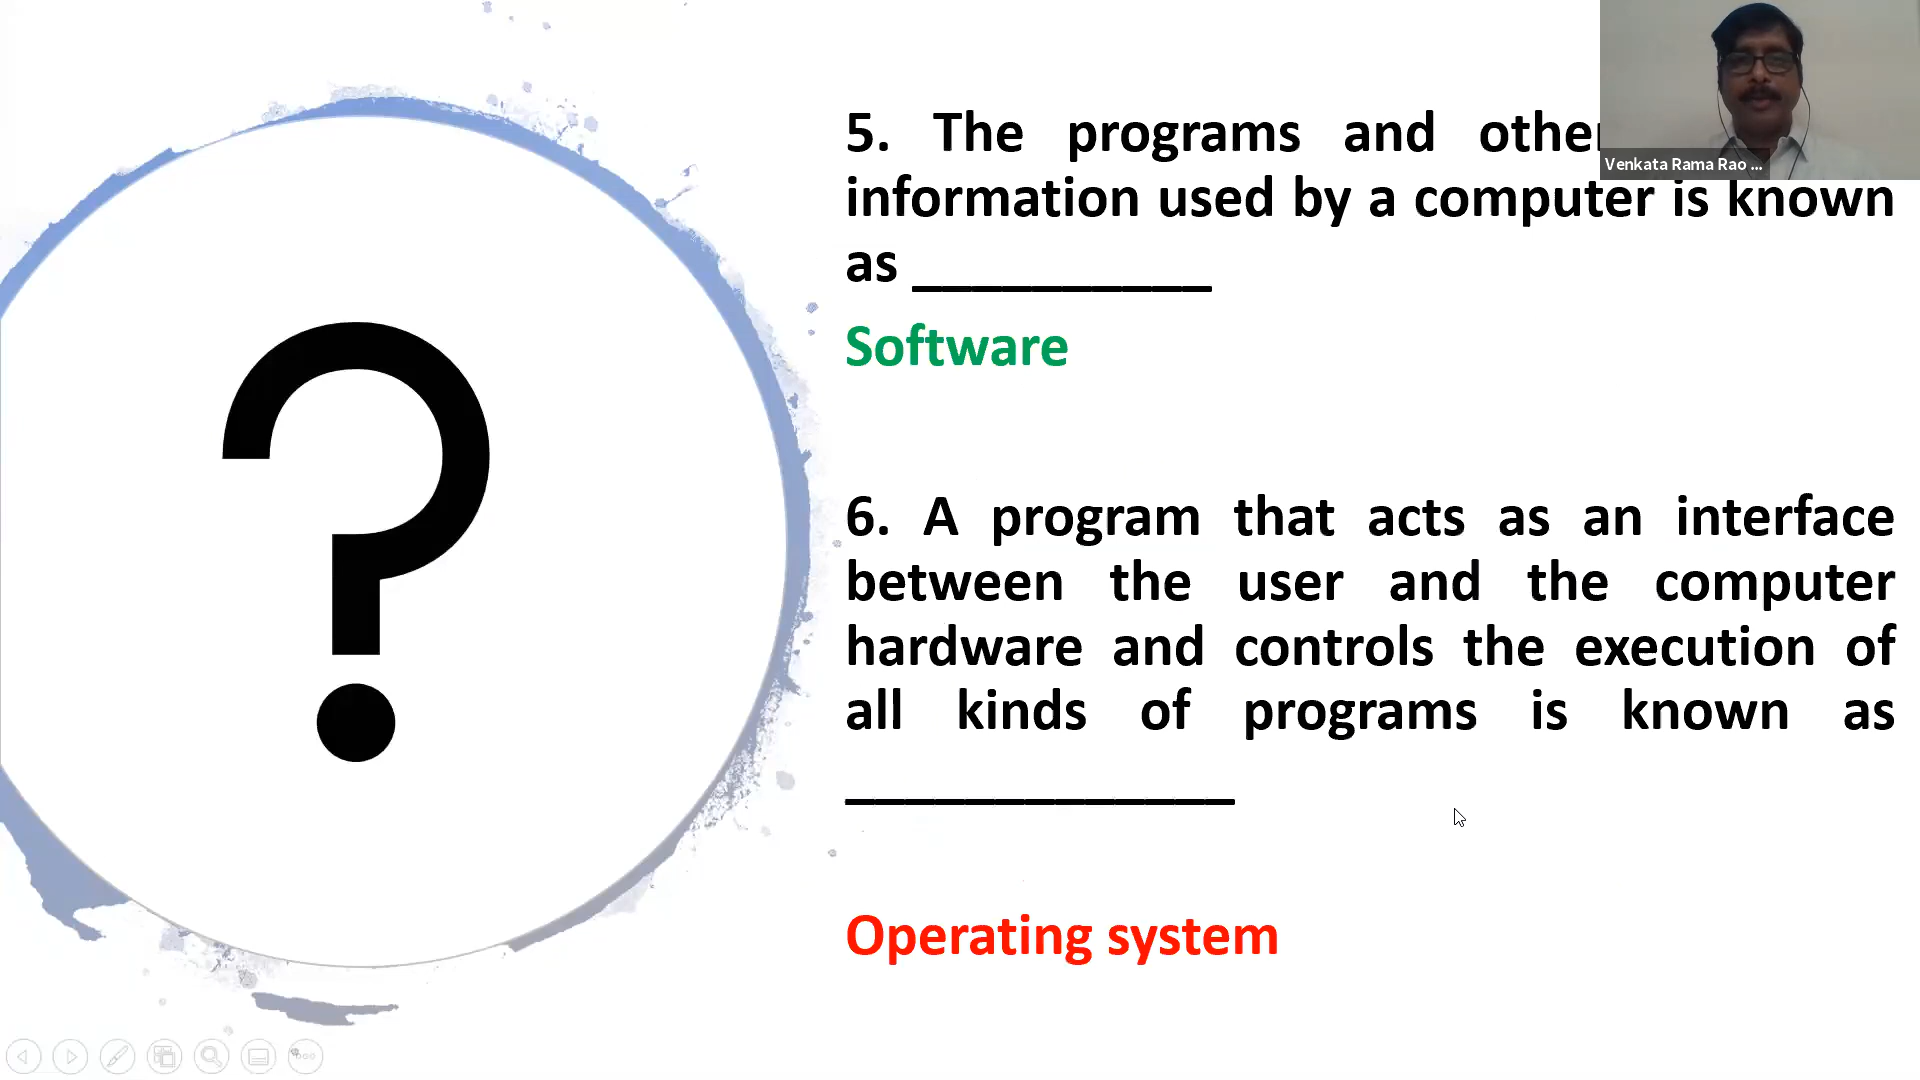 5. The programs and other
information used by a computer is known
as __________
Software
6. A program that acts as an interface
between the user and the computer
hardware and controls the execution of
all kinds of programs is known as
_____________
Operating system
Venkata Rama Rao ...